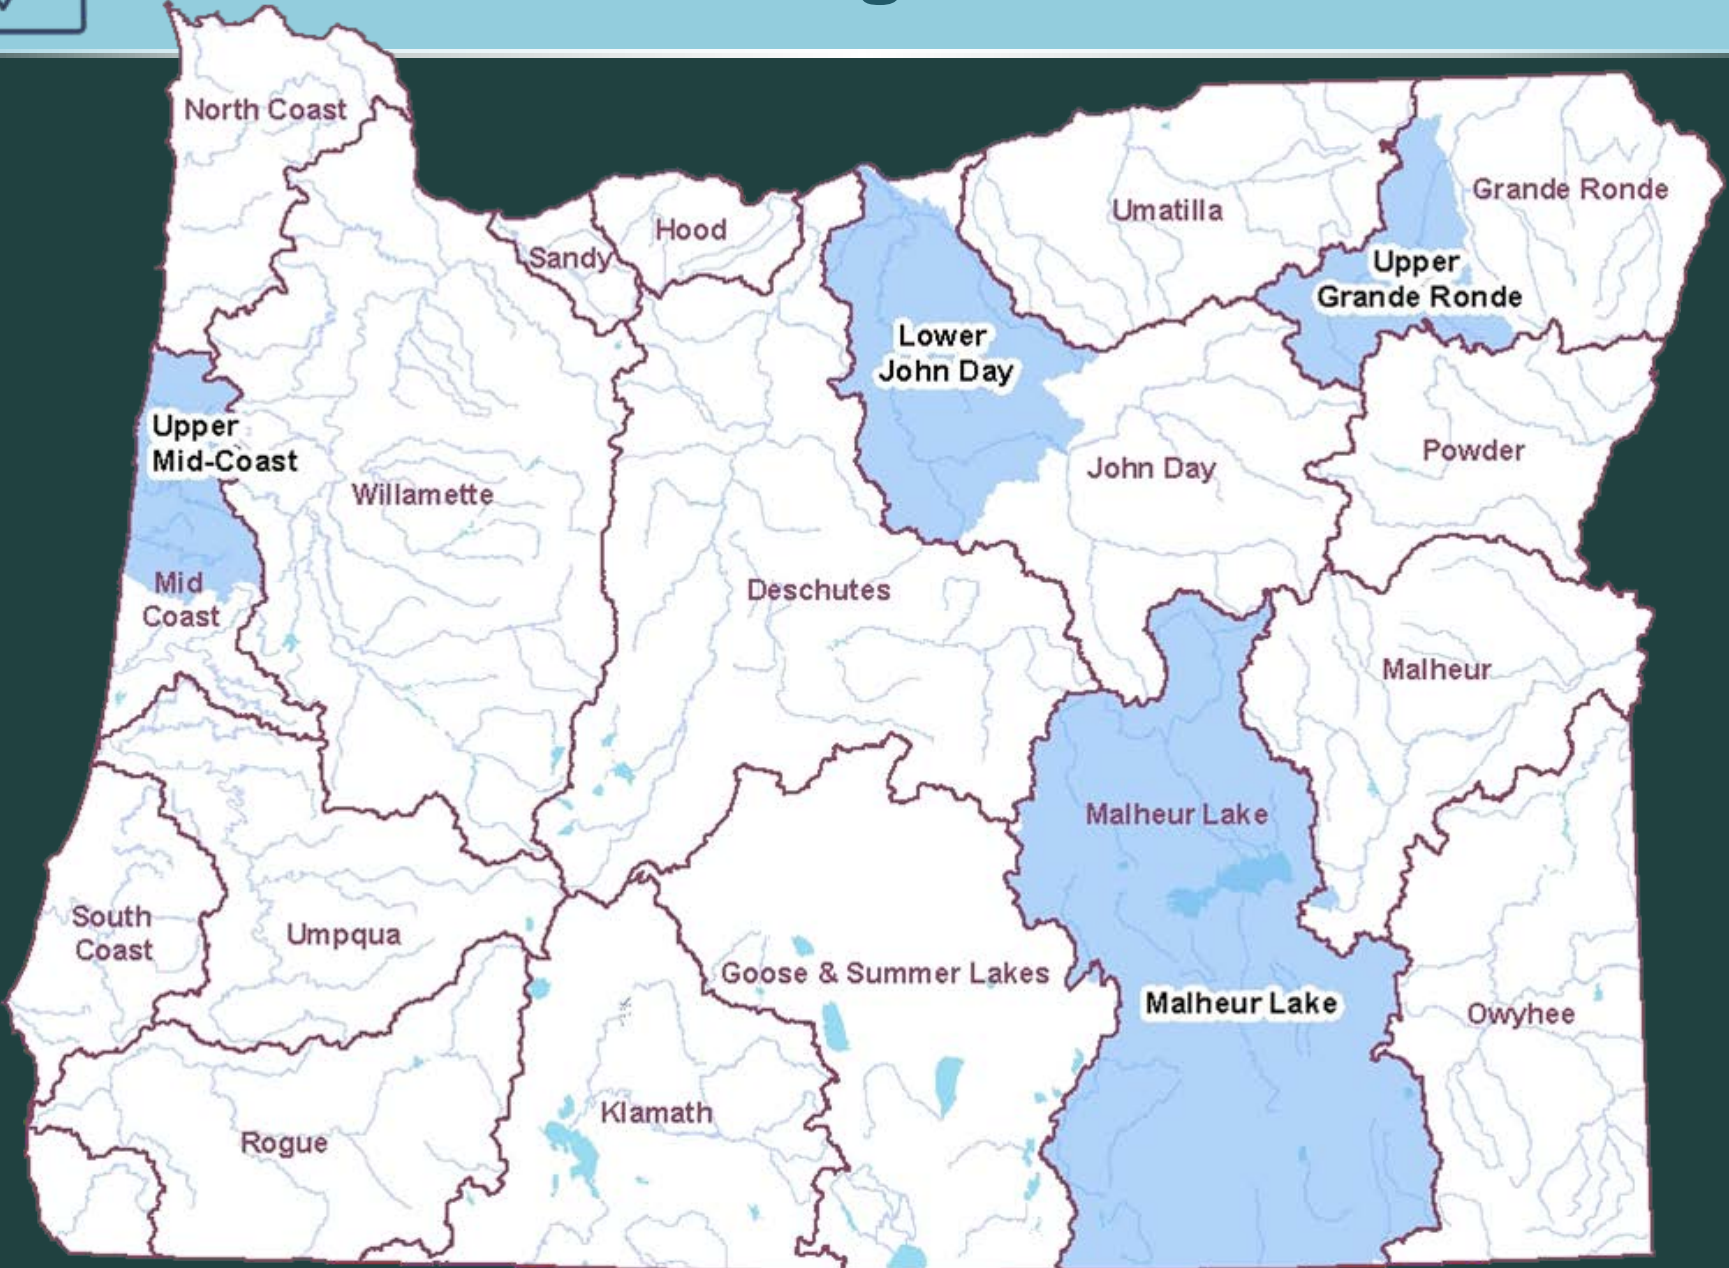 North Coast
Hood
Sandy
Umatilla
Grande Ronde
Upper
Grande Ronde
Lower
John Day
Upper
Mid-Coast
Willamette
John Day
Powder
Mid
Coast
Deschutes
Malheur
Malheur Lake
South
Coast
Umpqua
Goose & Summer Lakes
Malheur Lake
Owyhee
Klamath
Rogue